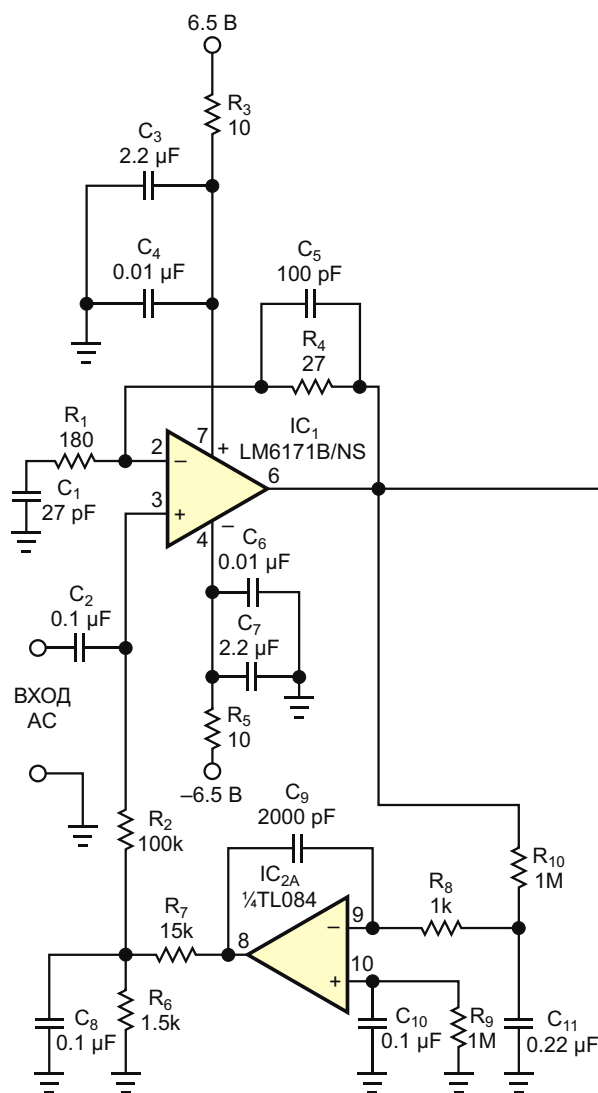 6.5 В
R3
10
C3
2.2 µF
C4
0.01 µF
C5
100 pF
R4
27
R1
180
IC1
LM6171B/NS
2
7
+
–
6
3
+
C1
27 pF
4
–
C6
0.01 µF
C2
0.1 µF
C7
2.2 µF
ВХОД
AC
R5
10
–6.5 В
C9
2000 pF
R2
100k
IC2A
¼TL084
R10
1M
R8
1k
R7
15k
8
9
–
10
+
C8
0.1 µF
R6
1.5k
C10
0.1 µF
R9
1M
C11
0.22 µF